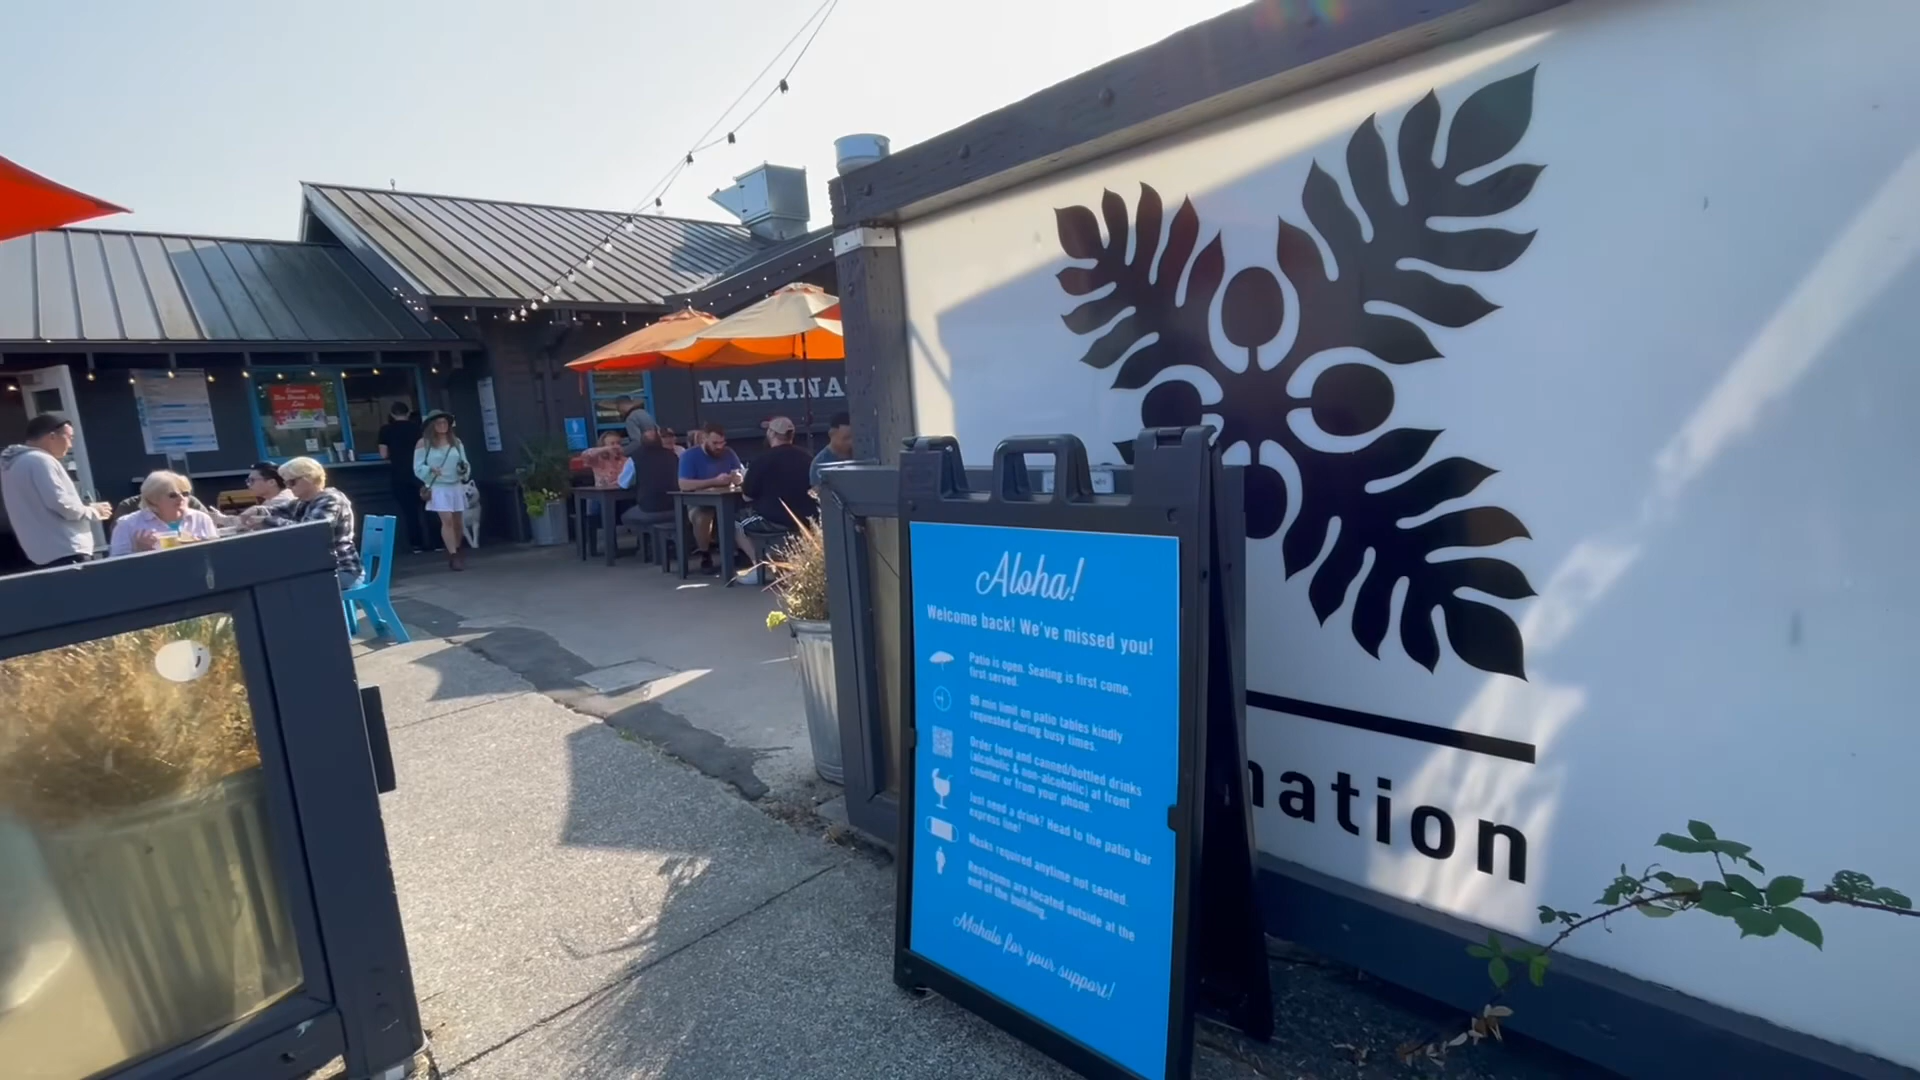 MARINA
Aloha!
Welcome back! We've missed you!
Patio is open. Seating is first come,
first served.
90 min limit on patio tables kindly
requested during busy times.
Order food and canned/bottled drinks
(alcoholic & non-alcoholic) at front
counter or from your phone.
Just need a drink? Head to the patio bar
express line!
Masks required anytime not seated.
Restrooms are located outside at the
end of the building.
Mahalo for your support!
nation